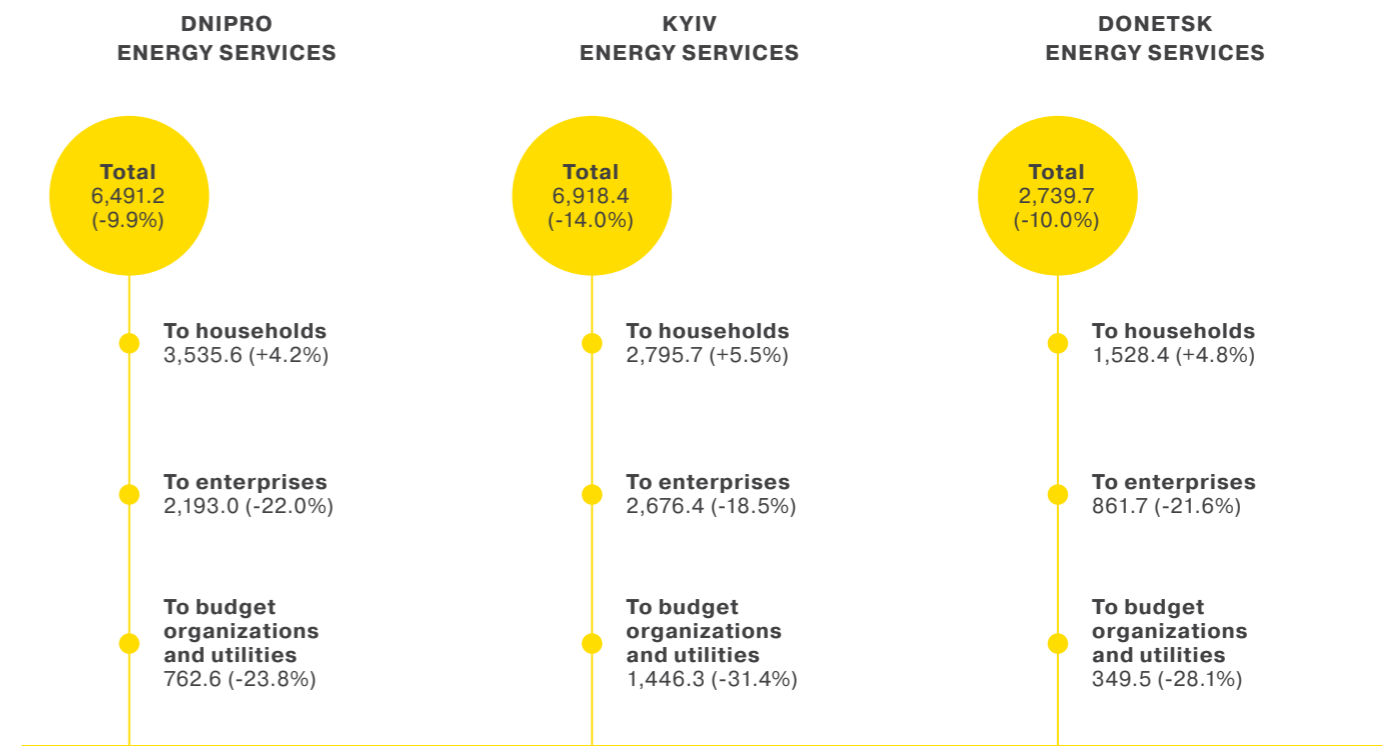 DNIPRO
ENERGY SERVICES
Total
6,491.2
(-9.9%)
To households
3,535.6 (+4.2%)
To enterprises
2,193.0 (-22.0%)
To budget
organizations
and utilities
762.6 (-23.8%)
KYIV
ENERGY SERVICES
Total
6,918.4
(-14.0%)
To households
2,795.7 (+5.5%)
To enterprises
2,676.4 (-18.5%)
To budget
organizations
and utilities
1,446.3 (-31.4%)
DONETSK
ENERGY SERVICES
Total
2,739.7
(-10.0%)
To households
1,528.4 (+4.8%)
To enterprises
861.7 (-21.6%)
To budget
organizations
and utilities
349.5 (-28.1%)